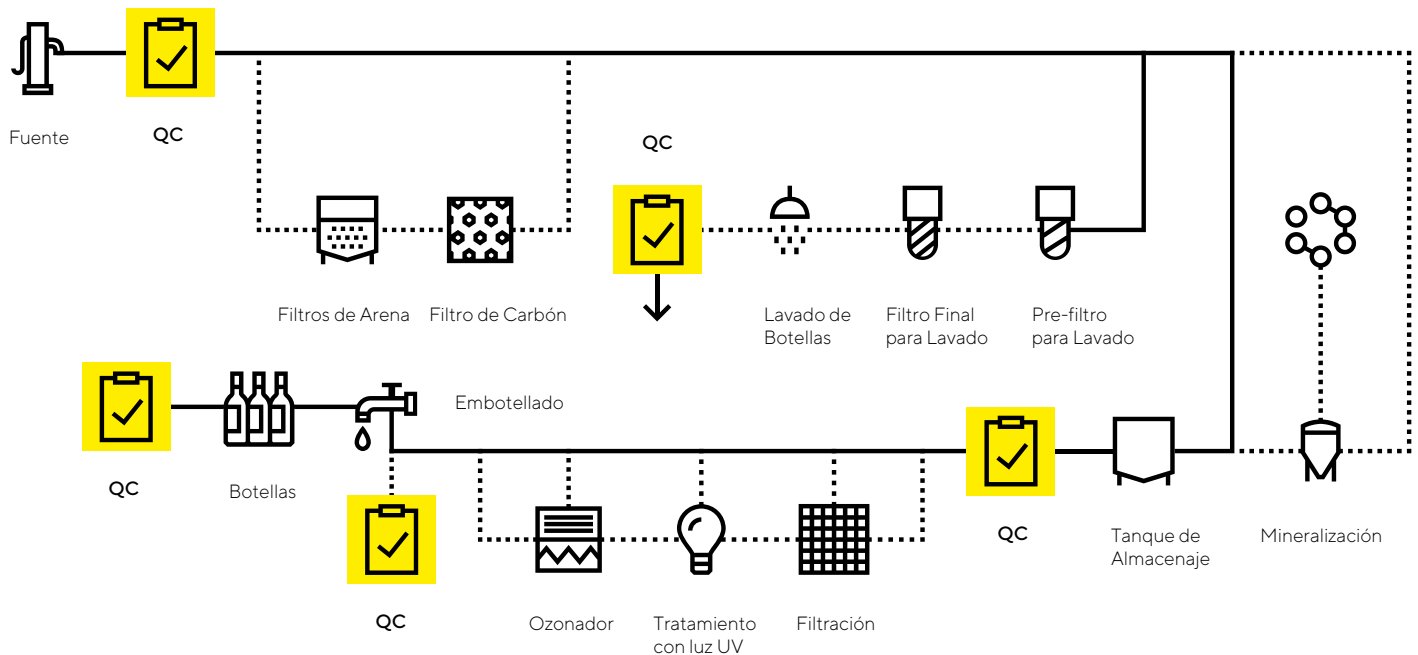 Fuente
QC
QC
Filtros de Arena
Filtro de Carbón
Lavado de
Botellas
Filtro Final
para Lavado
Pre-filtro
para Lavado
Embotellado
QC
Botellas
QC
Tanque de
Almacenaje
Mineralización
QC
Ozonador
Tratamiento
con luz UV
Filtración